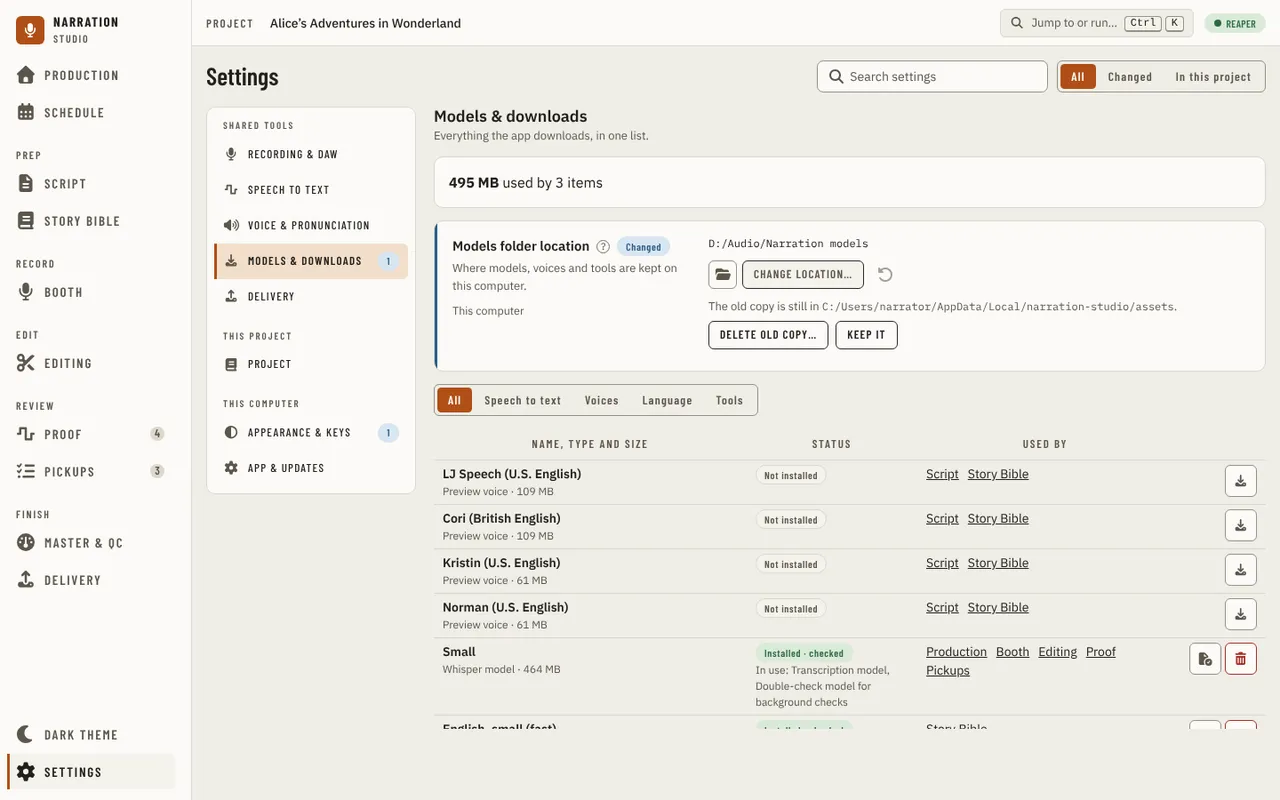 NARRATION
STUDIO
PRODUCTION
SCHEDULE
PREP
SCRIPT
STORY BIBLE
RECORD
BOOTH
EDIT
EDITING
REVIEW
PROOF 4
PICKUPS 3
FINISH
MASTER & QC
DELIVERY
DARK THEME
SETTINGS
PROJECT Alice's Adventures in Wonderland
Jump to or run... Ctrl K
REAPER
Settings
Search settings
All Changed In this project
SHARED TOOLS
RECORDING & DAW
SPEECH TO TEXT
VOICE & PRONUNCIATION
MODELS & DOWNLOADS 1
DELIVERY
THIS PROJECT
PROJECT
THIS COMPUTER
APPEARANCE & KEYS 1
APP & UPDATES
Models & downloads
Everything the app downloads, in one list.
495 MB used by 3 items
Models folder location ? Changed
Where models, voices and tools are kept on
this computer.
This computer
D:/Audio/Narration models
CHANGE LOCATION...
The old copy is still in C:/Users/narrator/AppData/Local/narration-studio/assets.
DELETE OLD COPY... KEEP IT
All Speech to text Voices Language Tools
NAME, TYPE AND SIZE STATUS USED BY
LJ Speech (U.S. English) Not installed Script Story Bible
Preview voice · 109 MB
Cori (British English) Not installed Script Story Bible
Preview voice · 109 MB
Kristin (U.S. English) Not installed Script Story Bible
Preview voice · 61 MB
Norman (U.S. English) Not installed Script Story Bible
Preview voice · 61 MB
Small Installed · checked Production Booth Editing Proof
Whisper model · 464 MB In use: Transcription model, Pickups
Double-check model for
background checks
English, small (fast) Installed · checked Story Bible